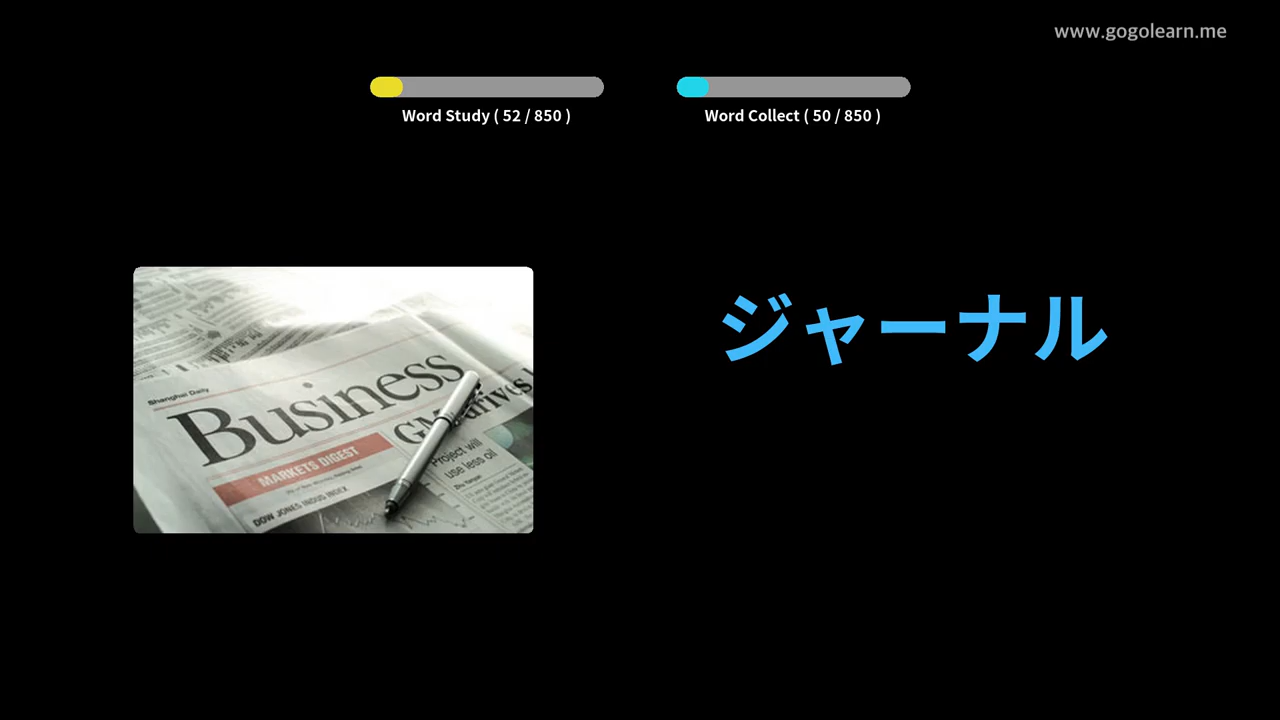 www.gogolearn.me
Word Study ( 52 / 850 )
Word Collect ( 50 / 850 )
ジャーナル
Shanghai Daily
Business
MARKETS DIGEST
DOW JONES INDUS INDEX
Project will
use less oil